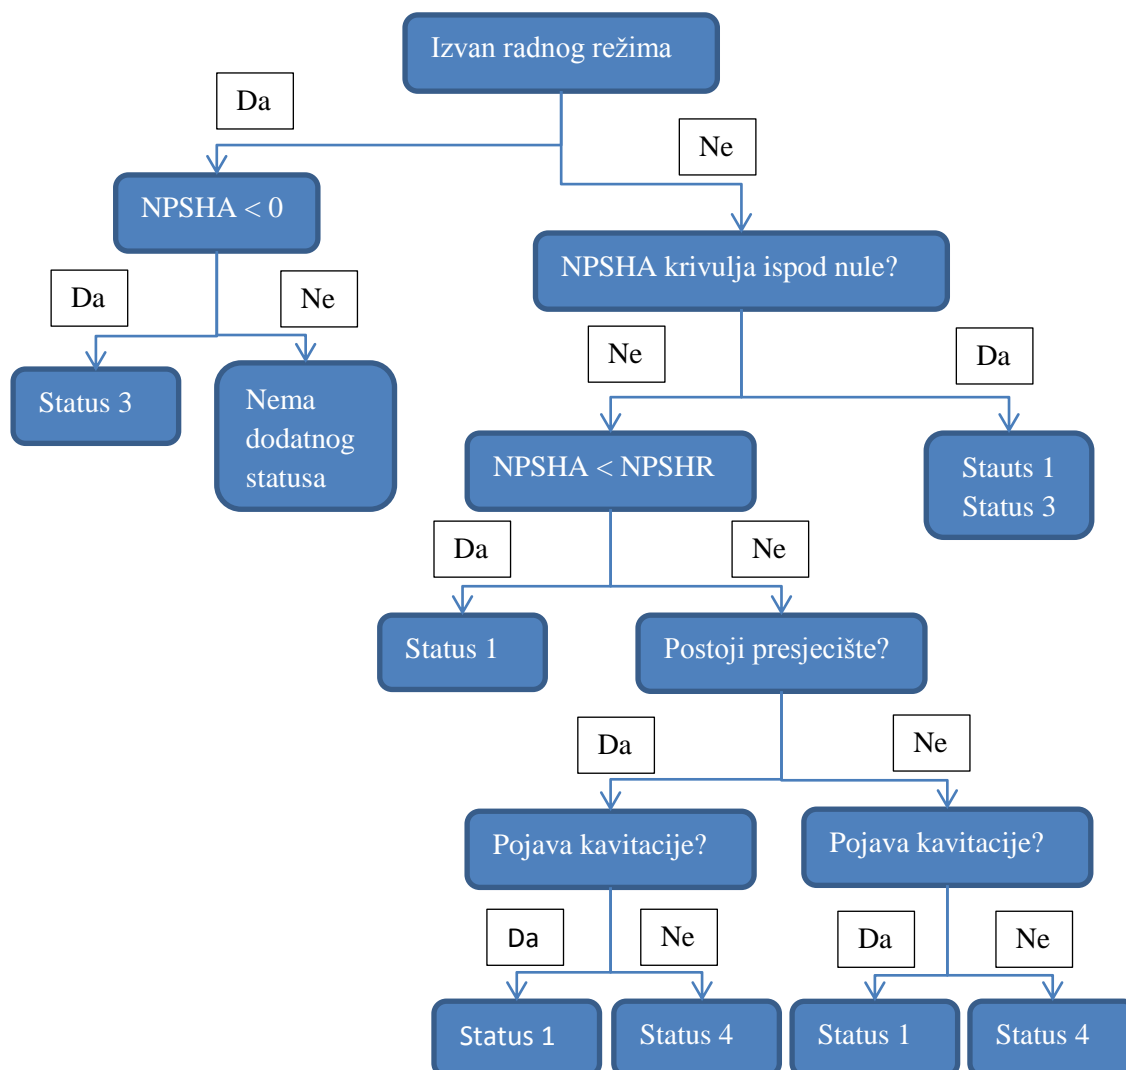 Izvan radnog režima
Da
Ne
NPSHA < 0
NPSHA krivulja ispod nule?
Da
Ne
Ne
Da
Status 3
Nema
dodatnog
statusa
NPSHA < NPSHR
Stauts 1
Status 3
Da
Ne
Status 1
Postoji presjecište?
Da
Ne
Pojava kavitacije?
Pojava kavitacije?
Da
Ne
Da
Ne
Status 1
Status 4
Status 1
Status 4